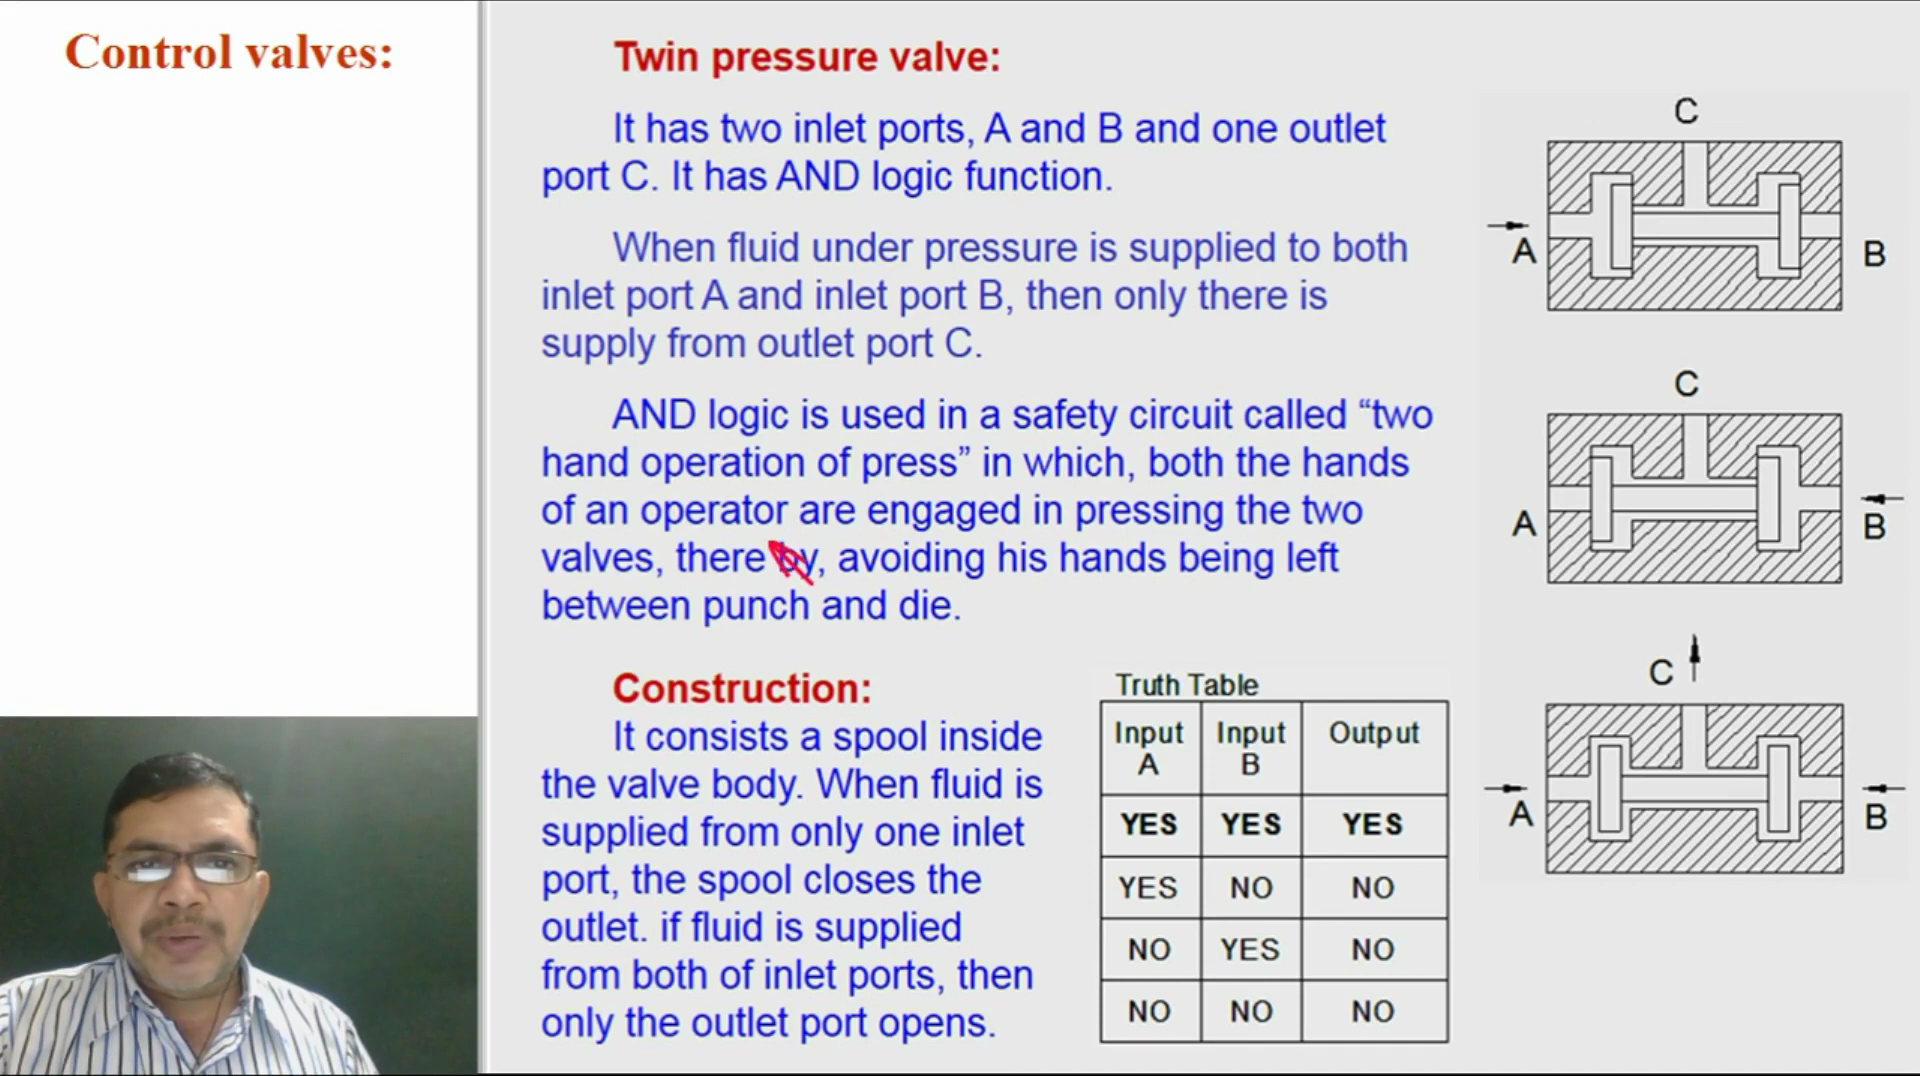 Control valves:
Twin pressure valve:
It has two inlet ports, A and B and one outlet
port C. It has AND logic function.
When fluid under pressure is supplied to both
inlet port A and inlet port B, then only there is
supply from outlet port C.
AND logic is used in a safety circuit called “two
hand operation of press” in which, both the hands
of an operator are engaged in pressing the two
valves, there by, avoiding his hands being left
between punch and die.
Construction:
It consists a spool inside
the valve body. When fluid is
supplied from only one inlet
port, the spool closes the
outlet. if fluid is supplied
from both of inlet ports, then
only the outlet port opens.
Truth Table
Input A Input B Output
YES YES YES
YES NO NO
NO YES NO
NO NO NO
C
A B
C
A B
C
A B